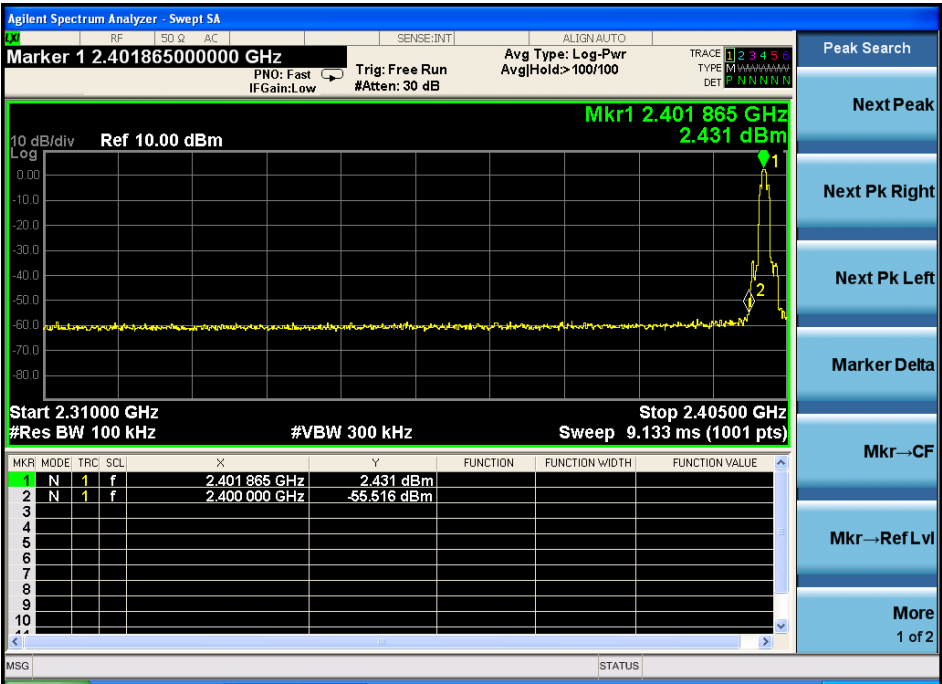 Agilent Spectrum Analyzer - Swept SA
LXI RF 50 Ω AC SENSE:INT ALIGNAUTO
Marker 1 2.401865000000 GHz
PNO: Fast
IFGain:Low
Trig: Free Run
#Atten: 30 dB
Avg Type: Log-Pwr
Avg|Hold:>100/100
TRACE 1 2 3 4 5 6
TYPE M
DET P N N N N N
Mkr1 2.401 865 GHz
2.431 dBm
10 dB/div Ref 10.00 dBm
Log
1
0.00
-10.0
-20.0
-30.0
-40.0
2
-50.0
-60.0
-70.0
-80.0
Start 2.31000 GHz Stop 2.40500 GHz
#Res BW 100 kHz #VBW 300 kHz Sweep 9.133 ms (1001 pts)
MKR MODE TRC SCL X Y FUNCTION FUNCTION WIDTH FUNCTION VALUE
1 N 1 f 2.401 865 GHz 2.431 dBm
2 N 1 f 2.400 000 GHz -55.516 dBm
3
4
5
6
7
8
9
10
MSG STATUS
Peak Search
Next Peak
Next Pk Right
Next Pk Left
Marker Delta
Mkr→CF
Mkr→Ref Lvl
More
1 of 2